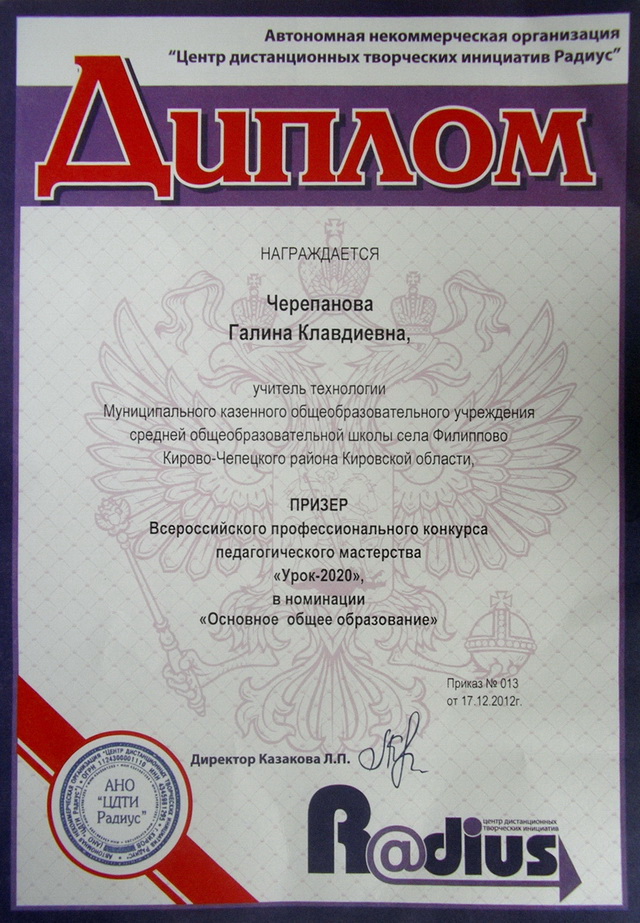 Автономная некоммерческая организация
“Центр дистанционных творческих инициатив Радиус”
Диплом
НАГРАЖДАЕТСЯ
Черепанова
Галина Клавдиевна,
учитель технологии
Муниципального казенного общеобразовательного учреждения
средней общеобразовательной школы села Филиппово
Кирово-Чепецкого района Кировской области,
ПРИЗЕР
Всероссийского профессионального конкурса
педагогического мастерства
«Урок-2020»,
в номинации
«Основное общее образование»
Приказ № 013
от 17.12.2012г.
Директор Казакова Л.П.
АНО
"ЦДТИ
Радиус"
R@dius
центр дистанционных
творческих инициатив